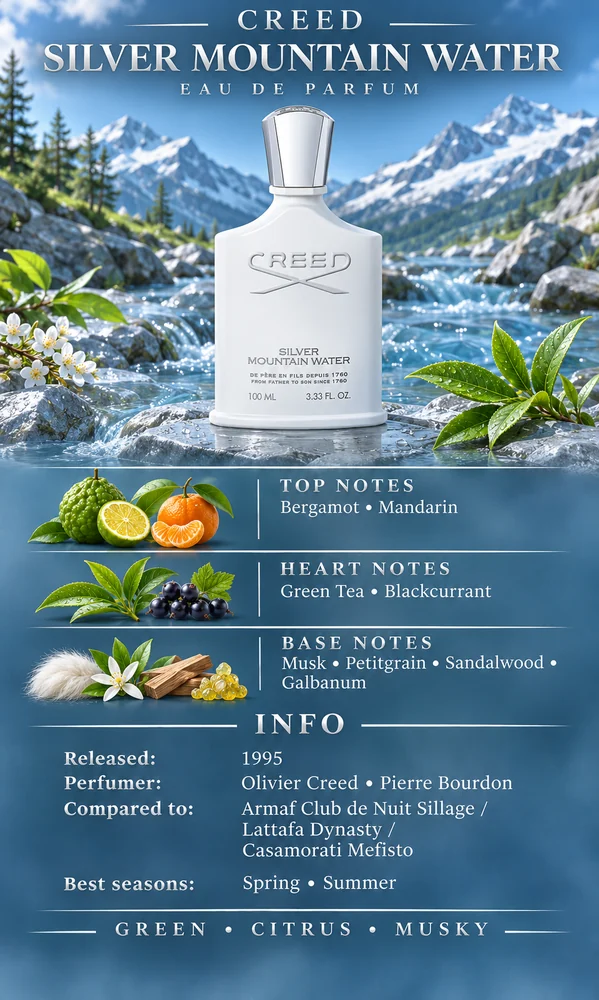 CREED
SILVER MOUNTAIN WATER
EAU DE PARFUM
CREED
SILVER
MOUNTAIN WATER
DE PÈRE EN FILS DEPUIS 1760
FROM FATHER TO SON SINCE 1760
100 ML 3.33 FL. OZ.
TOP NOTES
Bergamot • Mandarin
HEART NOTES
Green Tea • Blackcurrant
BASE NOTES
Musk • Petitgrain • Sandalwood •
Galbanum
INFO
Released: 1995
Perfumer: Olivier Creed • Pierre Bourdon
Compared to: Armaf Club de Nuit Sillage /
Lattafa Dynasty /
Casamorati Mefisto
Best seasons: Spring • Summer
GREEN • CITRUS • MUSKY